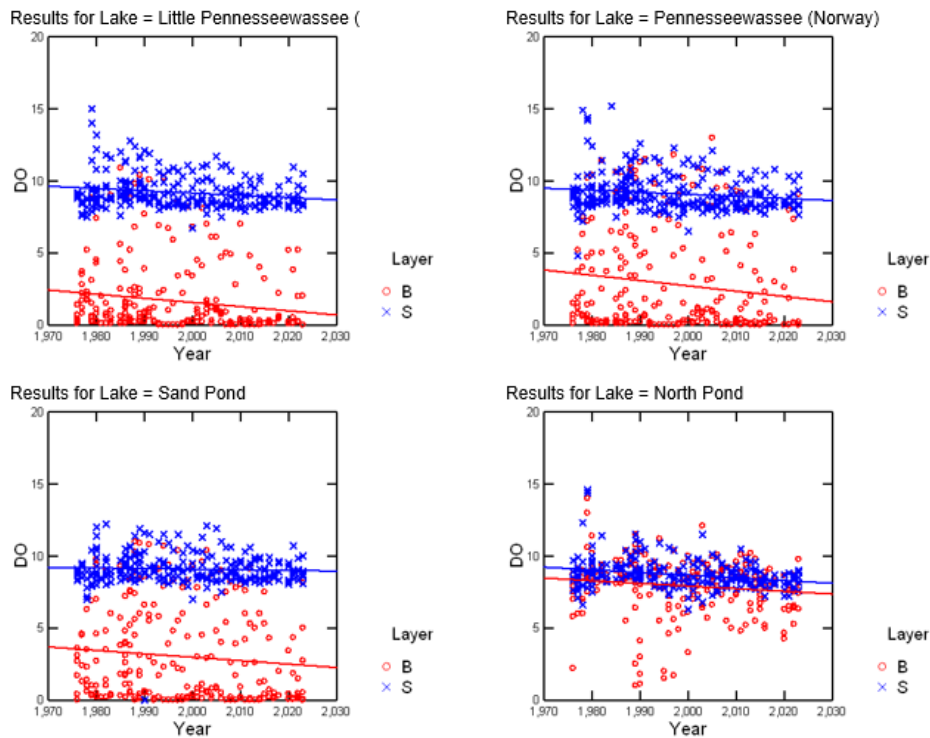 Results for Lake = Little Pennesseewassee (
20
15
10
5
0
DO
1,970 1,980 1,990 2,000 2,010 2,020 2,030
Year
Layer
B
S
Results for Lake = Pennesseewassee (Norway)
20
15
10
5
0
DO
1,970 1,980 1,990 2,000 2,010 2,020 2,030
Year
Layer
B
S
Results for Lake = Sand Pond
20
15
10
5
0
DO
1,970 1,980 1,990 2,000 2,010 2,020 2,030
Year
Layer
B
S
Results for Lake = North Pond
20
15
10
5
0
DO
1,970 1,980 1,990 2,000 2,010 2,020 2,030
Year
Layer
B
S